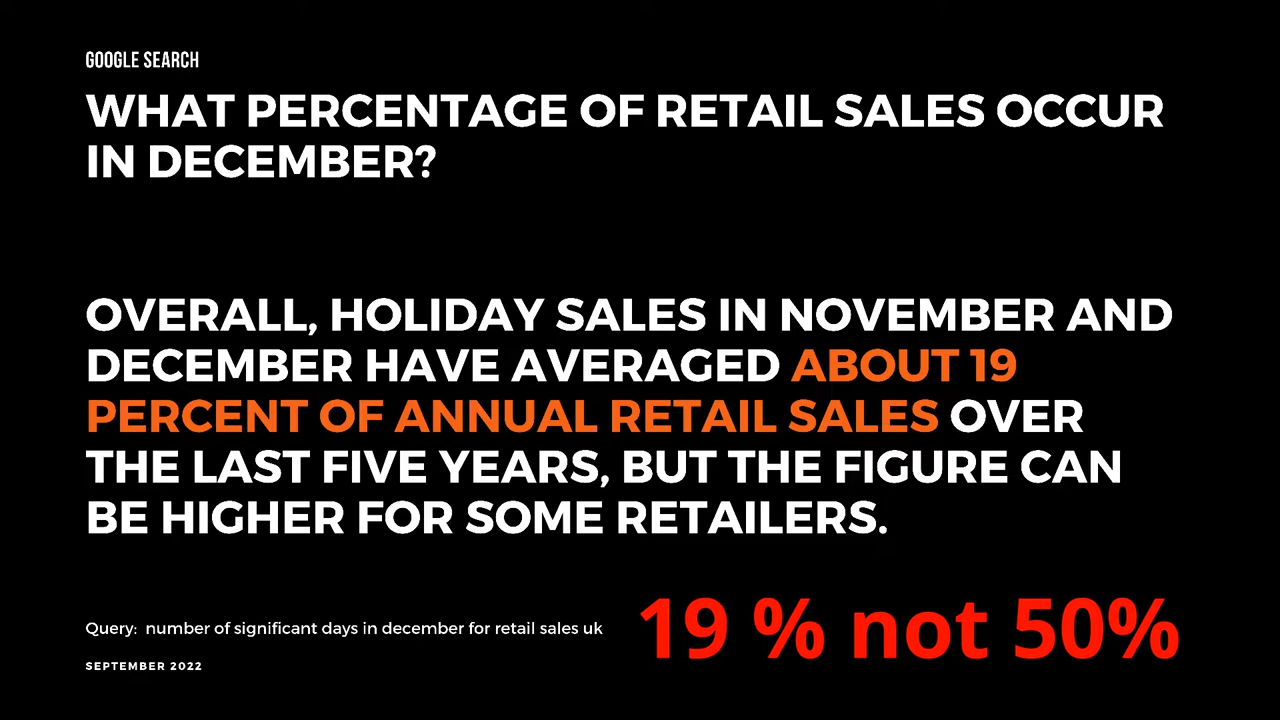 GOOGLE SEARCH
WHAT PERCENTAGE OF RETAIL SALES OCCUR
IN DECEMBER?
OVERALL, HOLIDAY SALES IN NOVEMBER AND
DECEMBER HAVE AVERAGED ABOUT 19
PERCENT OF ANNUAL RETAIL SALES OVER
THE LAST FIVE YEARS, BUT THE FIGURE CAN
BE HIGHER FOR SOME RETAILERS.
Query: number of significant days in december for retail sales uk
19 % not 50%
SEPTEMBER 2022